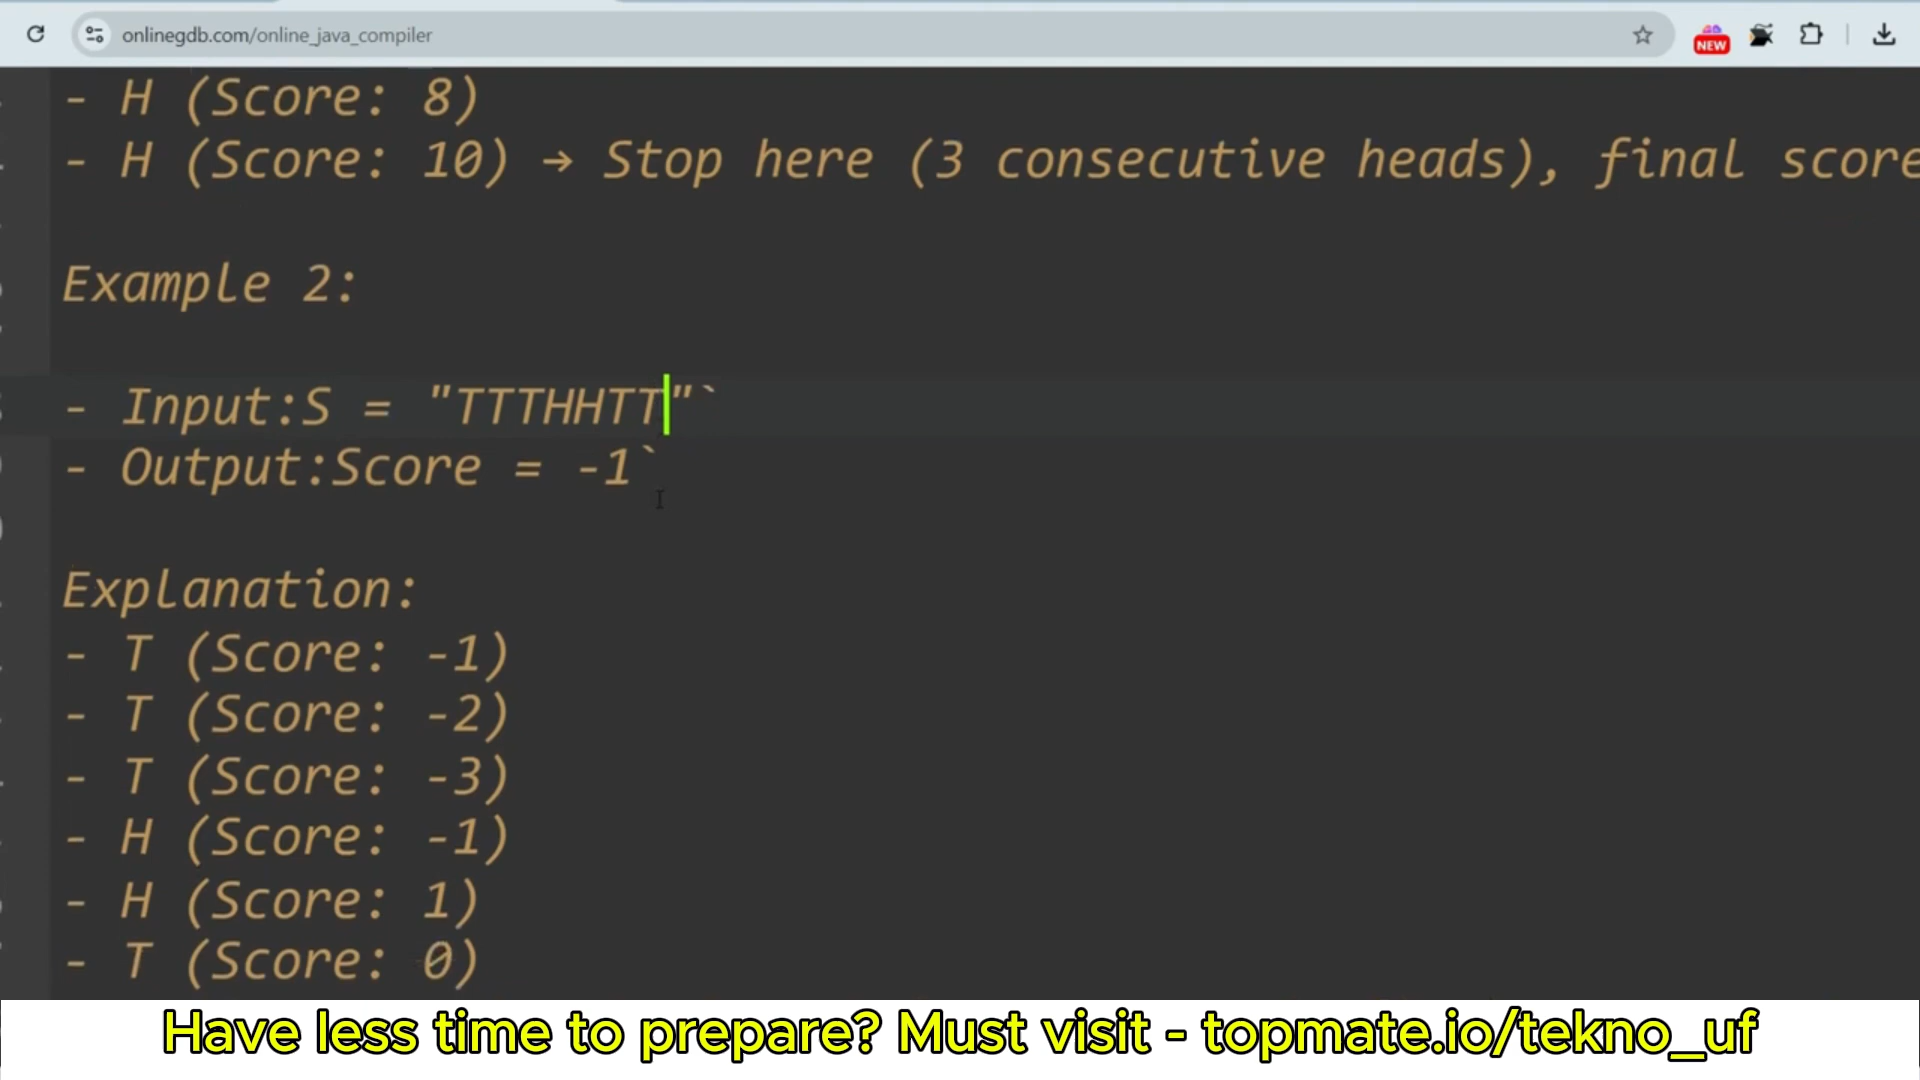 onlinegdb.com/online_java_compiler
NEW
- H (Score: 8)
- H (Score: 10) → Stop here (3 consecutive heads), final score
Example 2:
- Input:S = "TTTHHTT"`
- Output:Score = -1`
Explanation:
- T (Score: -1)
- T (Score: -2)
- T (Score: -3)
- H (Score: -1)
- H (Score: 1)
- T (Score: 0)
Have less time to prepare? Must visit - topmate.io/tekno_uf